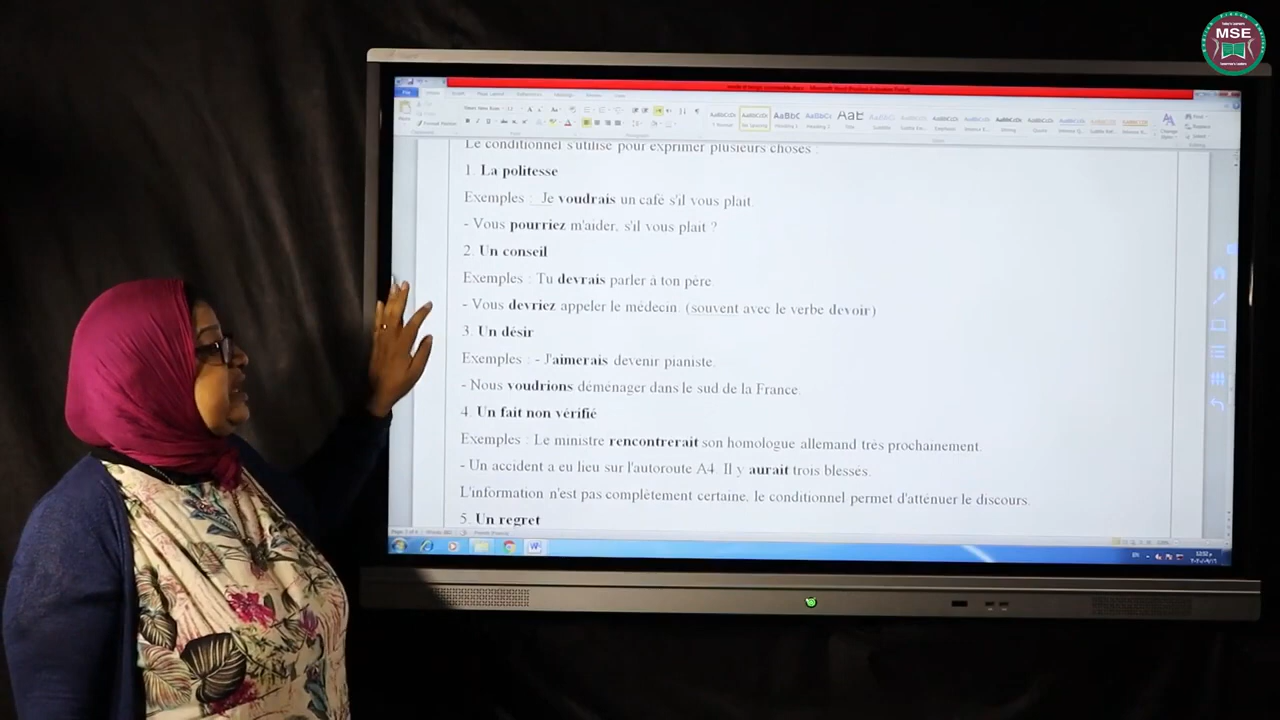 MSE
File
Le conditionnel s'utilise pour exprimer plusieurs choses :
1. La politesse
Exemples : Je voudrais un café s'il vous plait.
- Vous pourriez m'aider, s'il vous plait ?
2. Un conseil
Exemples : Tu devrais parler à ton père.
- Vous devriez appeler le médecin. (souvent avec le verbe devoir)
3. Un désir
Exemples : - J'aimerais devenir pianiste.
- Nous voudrions déménager dans le sud de la France.
4. Un fait non vérifié
Exemples : Le ministre rencontrerait son homologue allemand très prochainement.
- Un accident a eu lieu sur l'autoroute A4. Il y aurait trois blessés.
L'information n'est pas complètement certaine, le conditionnel permet d'atténuer le discours.
5. Un regret
EN